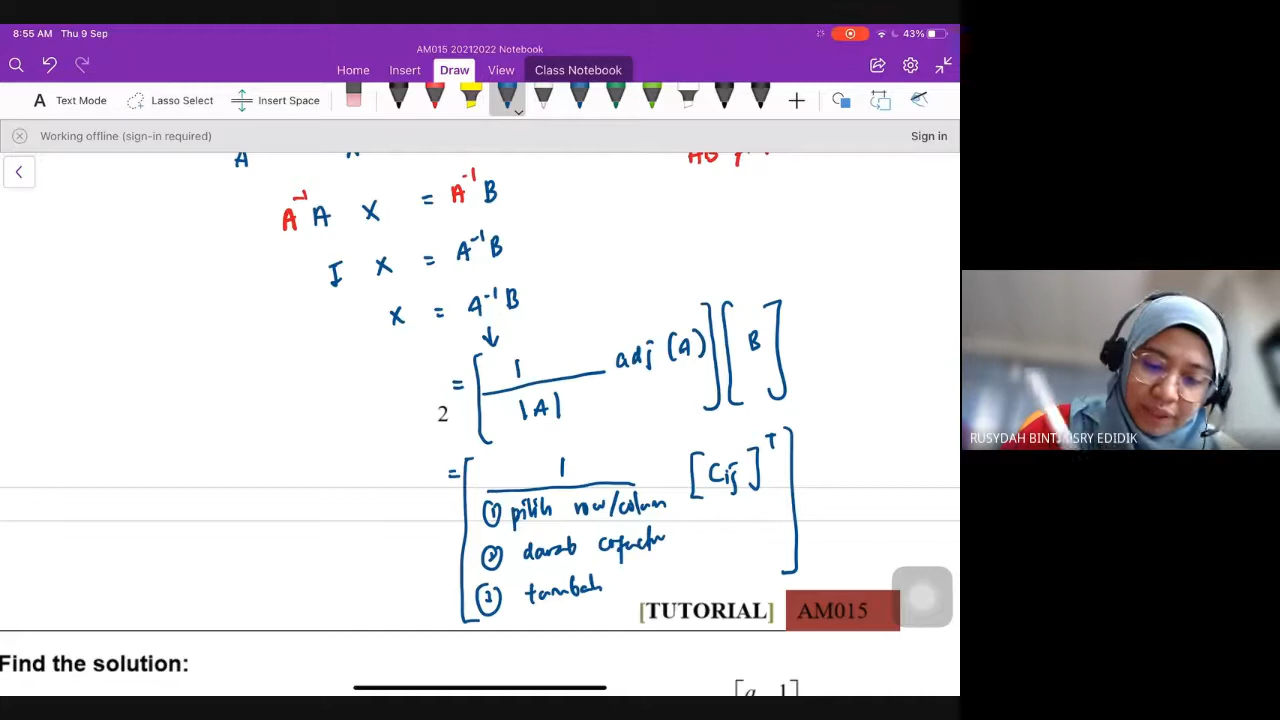 8:55 AM Thu 9 Sep
43%
AM015 20212022 Notebook
Home Insert Draw View Class Notebook
A Text Mode Lasso Select Insert Space
Working offline (sign-in required)
Sign in
A
A⁻¹ A X = A⁻¹ B
I X = A⁻¹ B
X = A⁻¹ B
= [ 1 / |A| adj (A) ] [ B ]
2
= [ 1 [Cij]ᵀ ]
① pilih row/colum
② darab cofactor
③ tambah
[TUTORIAL] AM015
Find the solution:
RUSYDAH BINTI
EDIDIK